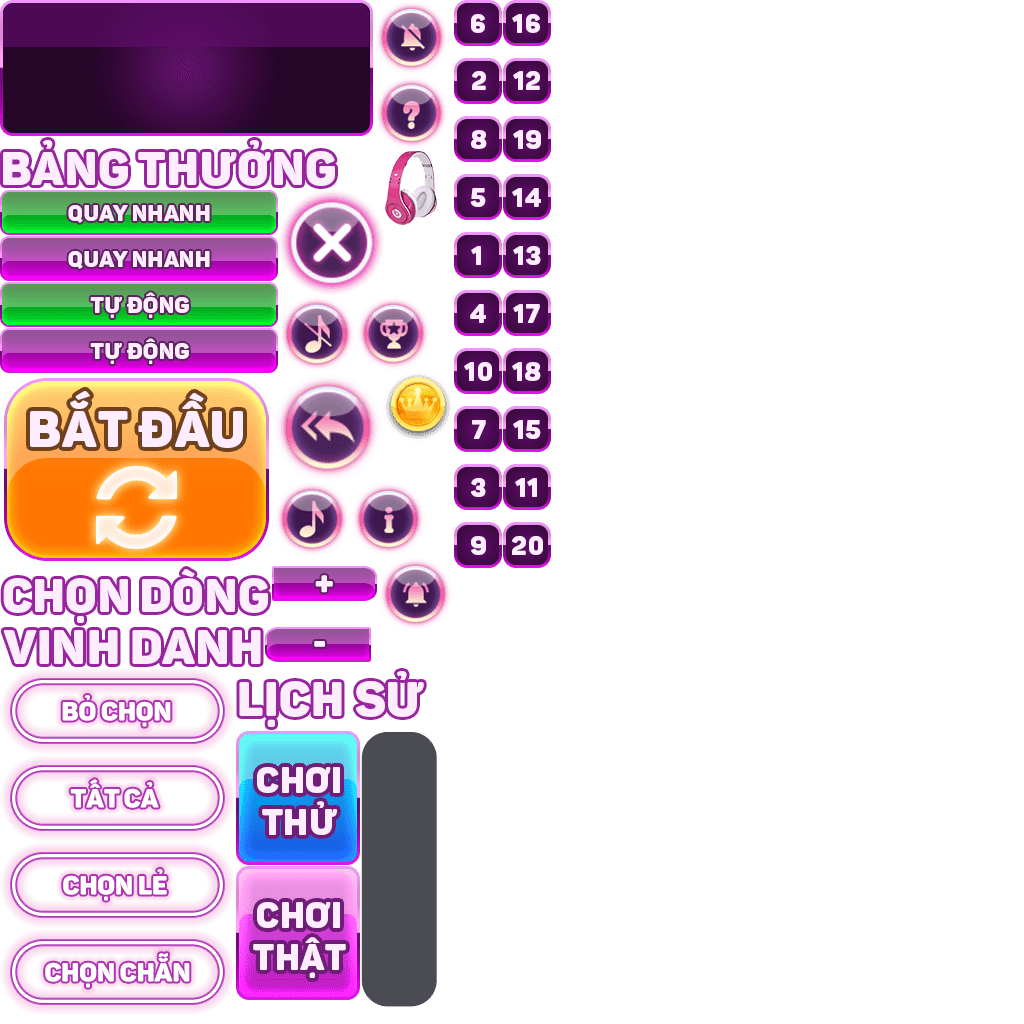 6 16
2 12
8 19
5 14
1 13
4 17
10 18
7 15
3 11
9 20
?
BẢNG THƯỞNG
QUAY NHANH
QUAY NHANH
TỰ ĐỘNG
TỰ ĐỘNG
BẮT ĐẦU
CHỌN DÒNG
+
VINH DANH
-
BỎ CHỌN
LỊCH SỬ
TẤT CẢ
CHƠI
THỬ
CHỌN LẺ
CHƠI
THẬT
CHỌN CHẴN